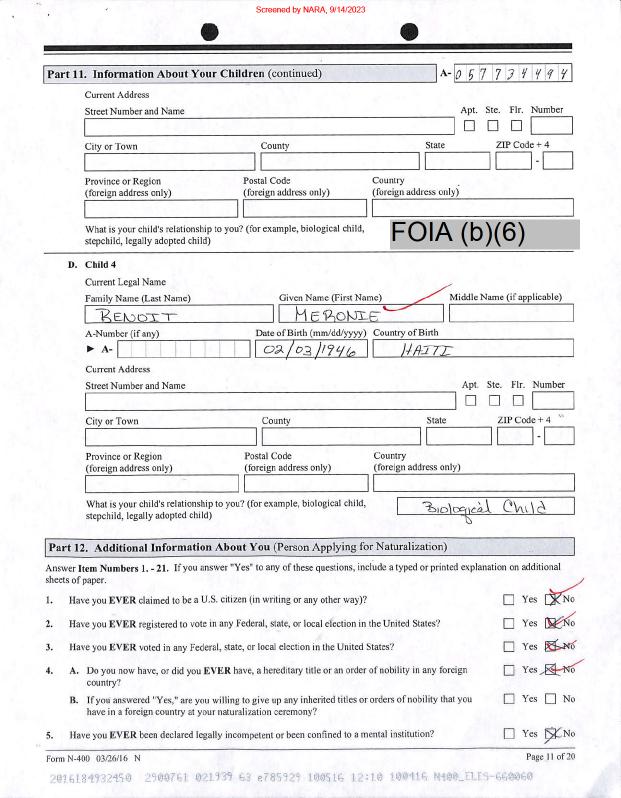 Screened by NARA, 9/14/2023
Part 11. Information About Your Children (continued)
A- 0 5 7 7 3 4 4 9 4
Current Address
Street Number and Name
Apt. Ste. Flr. Number
City or Town County State ZIP Code + 4
-
Province or Region (foreign address only)
Postal Code (foreign address only)
Country (foreign address only)
What is your child's relationship to you? (for example, biological child,
stepchild, legally adopted child)
FOIA (b)(6)
D. Child 4
Current Legal Name
Family Name (Last Name) Given Name (First Name) Middle Name (if applicable)
BENOIT MERONIE
A-Number (if any) Date of Birth (mm/dd/yyyy) Country of Birth
► A- 02/03/1946 HAITI
Current Address
Street Number and Name
Apt. Ste. Flr. Number
City or Town County State ZIP Code + 4
-
Province or Region (foreign address only)
Postal Code (foreign address only)
Country (foreign address only)
What is your child's relationship to you? (for example, biological child,
stepchild, legally adopted child)
Biological Child
Part 12. Additional Information About You (Person Applying for Naturalization)
Answer Item Numbers 1. - 21. If you answer "Yes" to any of these questions, include a typed or printed explanation on additional
sheets of paper.
1. Have you EVER claimed to be a U.S. citizen (in writing or any other way)? Yes No
2. Have you EVER registered to vote in any Federal, state, or local election in the United States? Yes No
3. Have you EVER voted in any Federal, state, or local election in the United States? Yes No
4. A. Do you now have, or did you EVER have, a hereditary title or an order of nobility in any foreign Yes No
country?
B. If you answered "Yes," are you willing to give up any inherited titles or orders of nobility that you Yes No
have in a foreign country at your naturalization ceremony?
5. Have you EVER been declared legally incompetent or been confined to a mental institution? Yes No
Form N-400 03/26/16 N Page 11 of 20
2016184932450 2900761 021939 63 e785929 100516 12:10 100416 N400_ELIS-660060